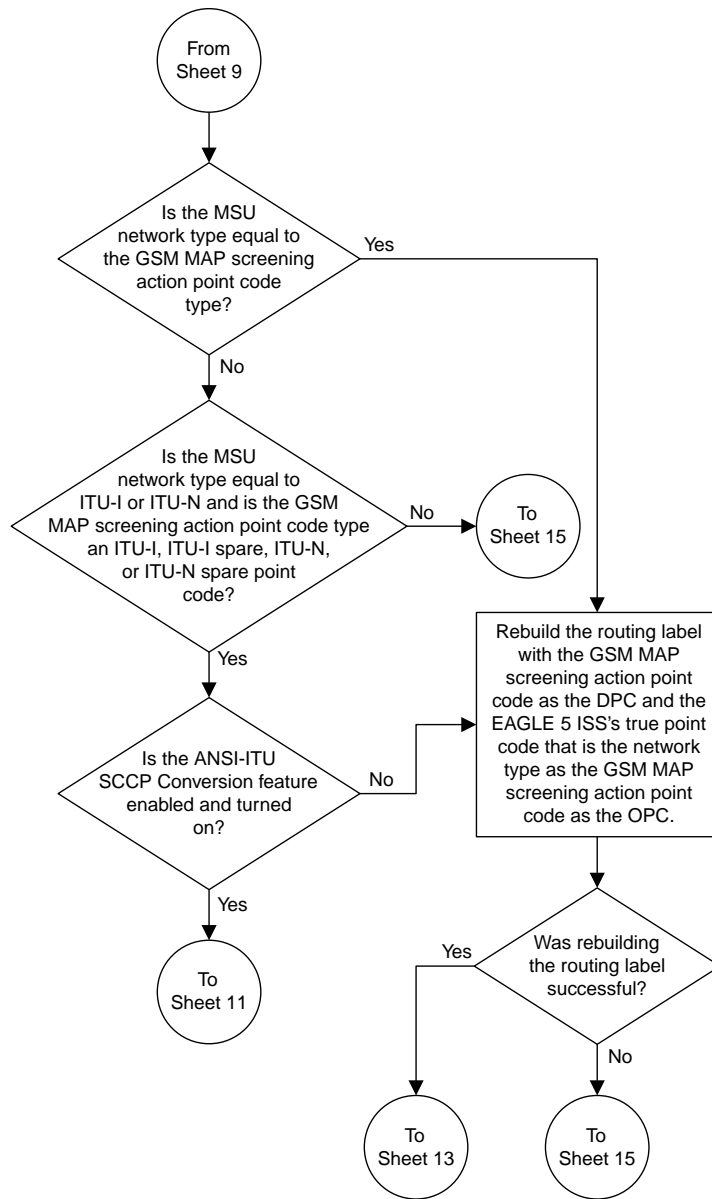 From
Sheet 9
Is the MSU
network type equal to
the GSM MAP screening
action point code
type?
Yes
No
Is the MSU
network type equal to
ITU-I or ITU-N and is the GSM
MAP screening action point code type
an ITU-I, ITU-I spare, ITU-N,
or ITU-N spare point
code?
No
To
Sheet 15
Yes
Rebuild the routing label
with the GSM MAP
screening action point
code as the DPC and the
EAGLE 5 ISS's true point
code that is the network
type as the GSM MAP
screening action point
code as the OPC.
Is the ANSI-ITU
SCCP Conversion feature
enabled and turned
on?
No
Yes
To
Sheet 11
Was rebuilding
the routing label
successful?
Yes
No
To
Sheet 13
To
Sheet 15